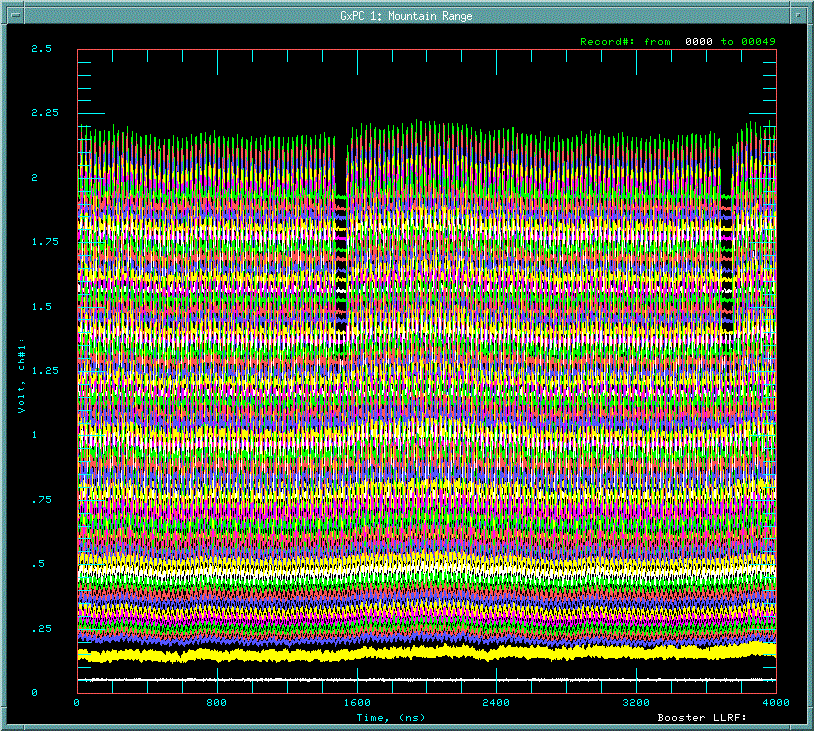 GxPC 1: Mountain Range
Record#: from 0000 to 00049
2.5
2.25
2
1.75
1.5
1.25
1
.75
.5
.25
0
Volt, ch#1:
0 800 1600 2400 3200 4000
Time, (ns)
Booster LLRF: